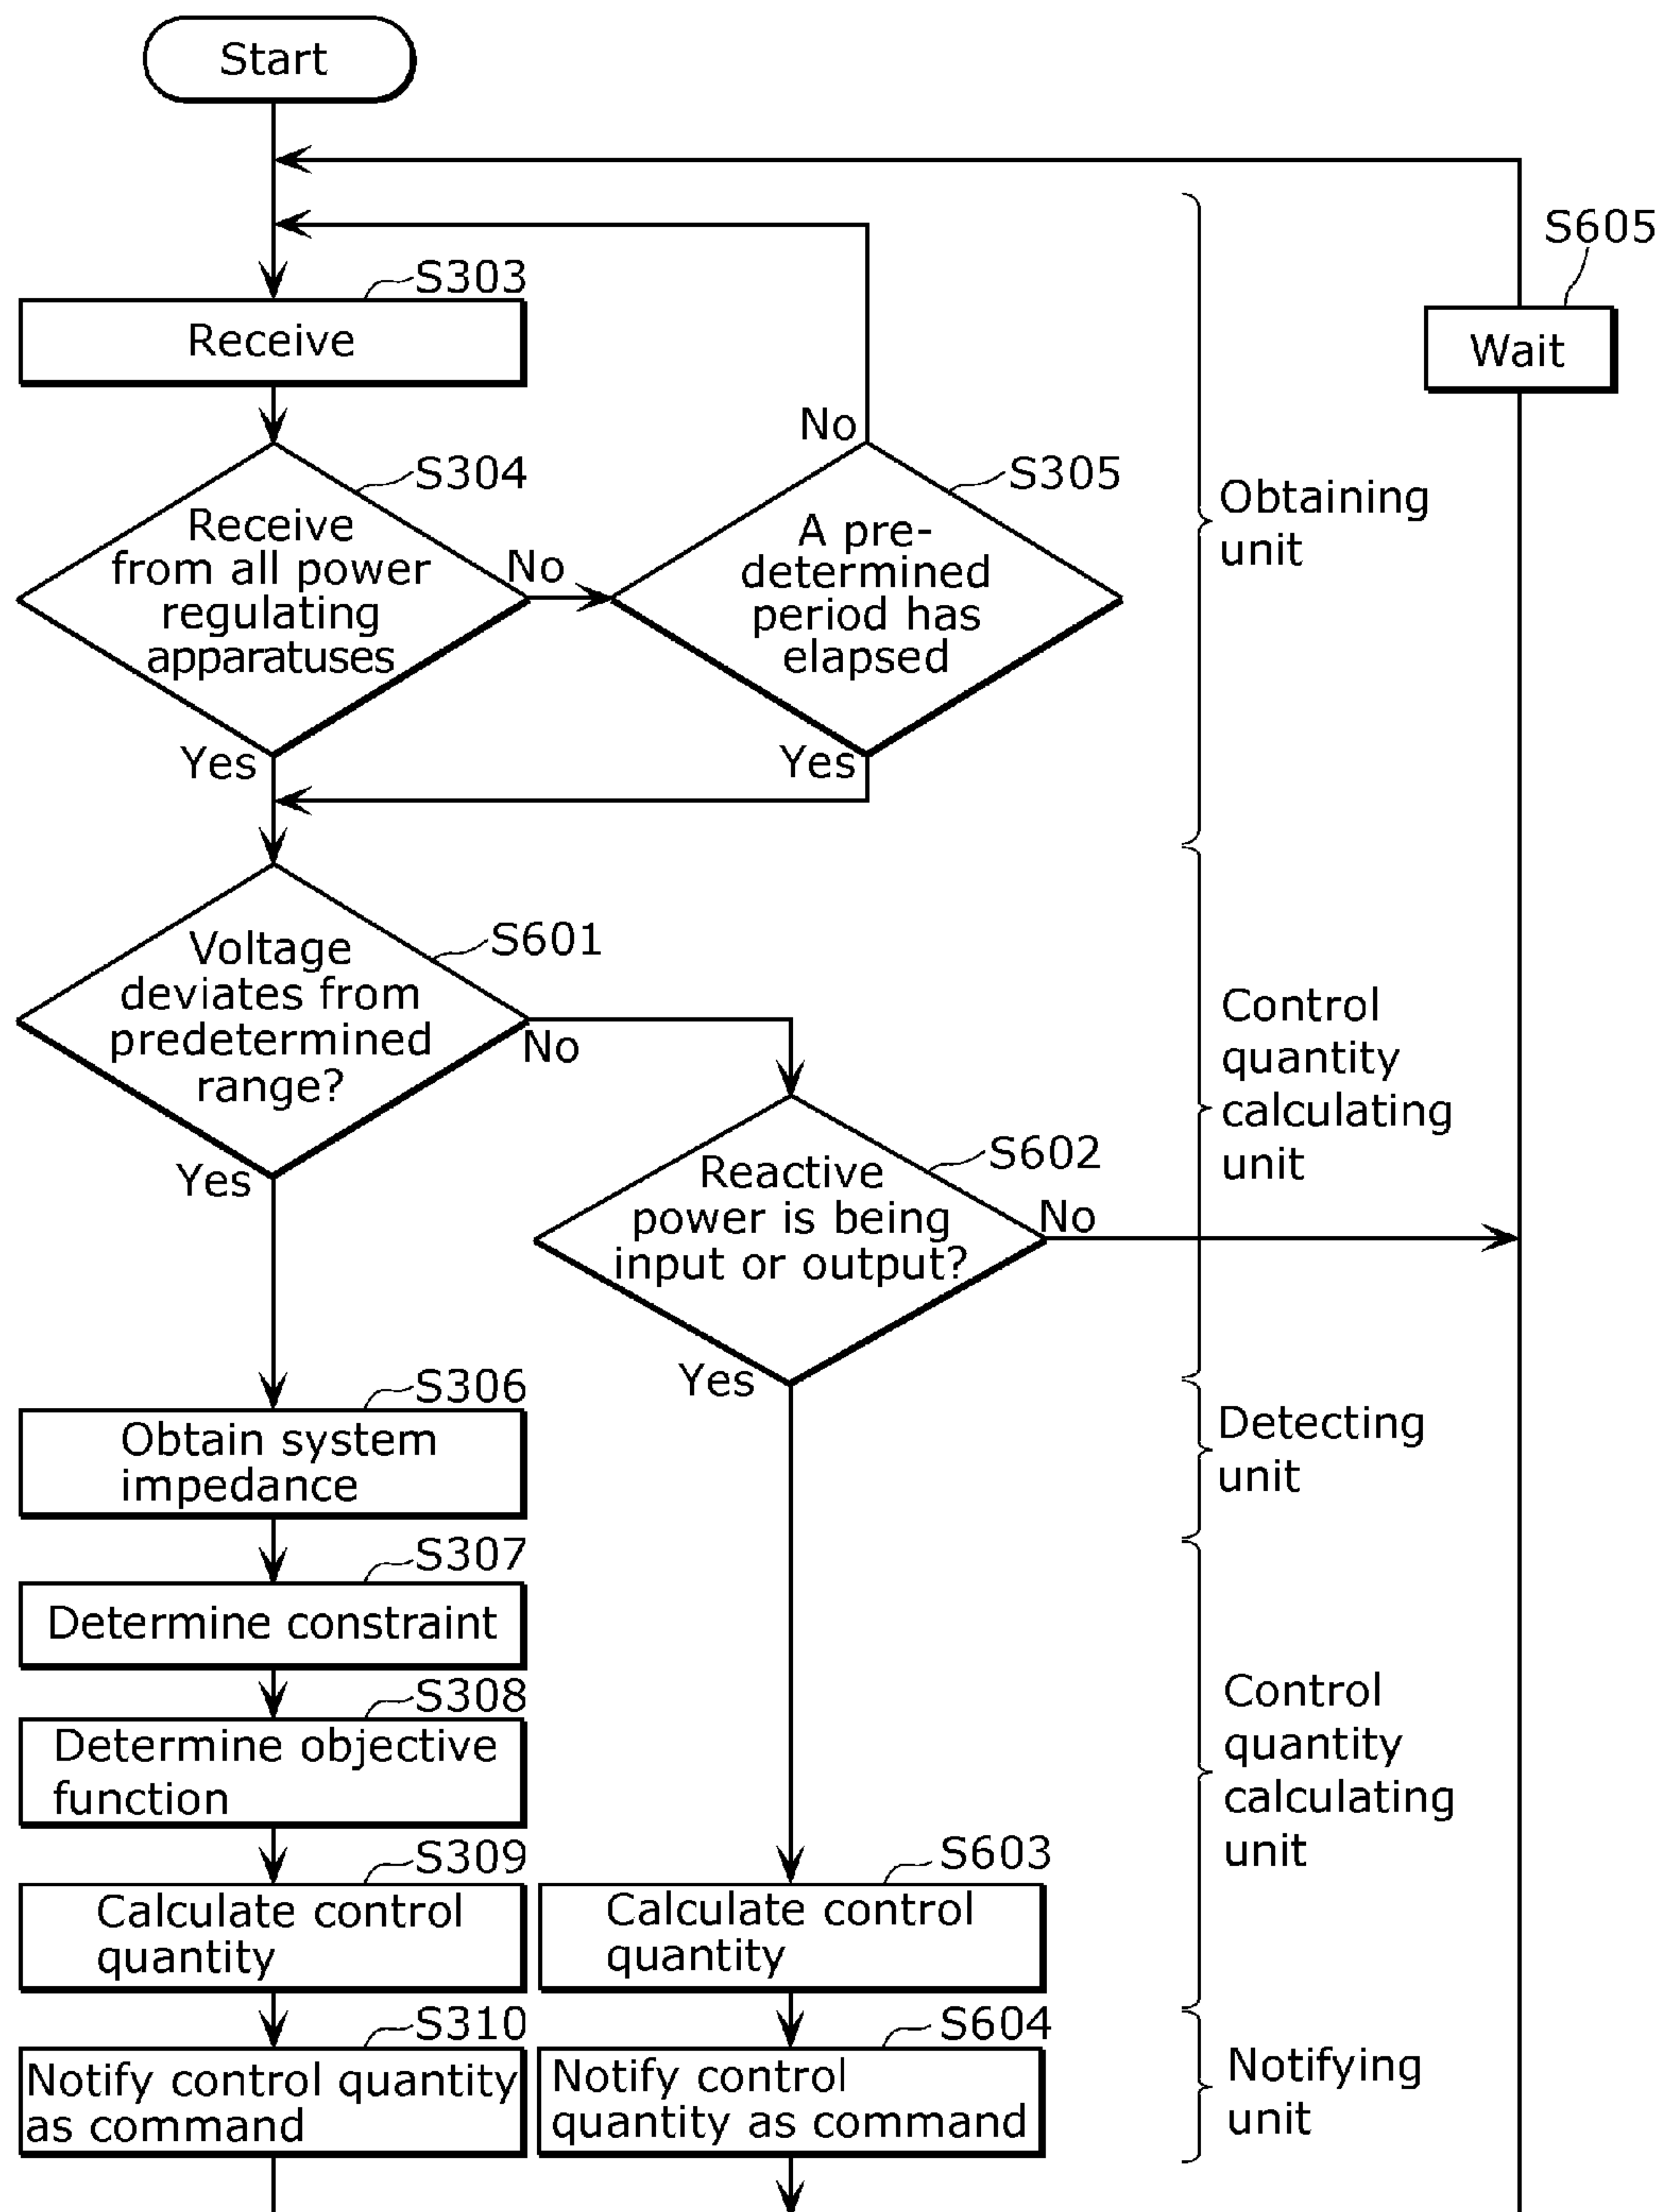 Start
S605
S303
Receive
Wait
No
S304
S305
Receive
from all power
regulating
apparatuses
No
A pre-
determined
period has
elapsed
Obtaining
unit
Yes
Yes
S601
Voltage
deviates from
predetermined
range?
No
Control
quantity
calculating
unit
Yes
S602
Reactive
power is being
input or output?
No
Yes
S306
Obtain system
impedance
Detecting
unit
S307
Determine constraint
S308
Determine objective
function
Control
quantity
calculating
unit
S309
Calculate control
quantity
S603
Calculate control
quantity
S310
Notify control quantity
as command
S604
Notify control
quantity as command
Notifying
unit